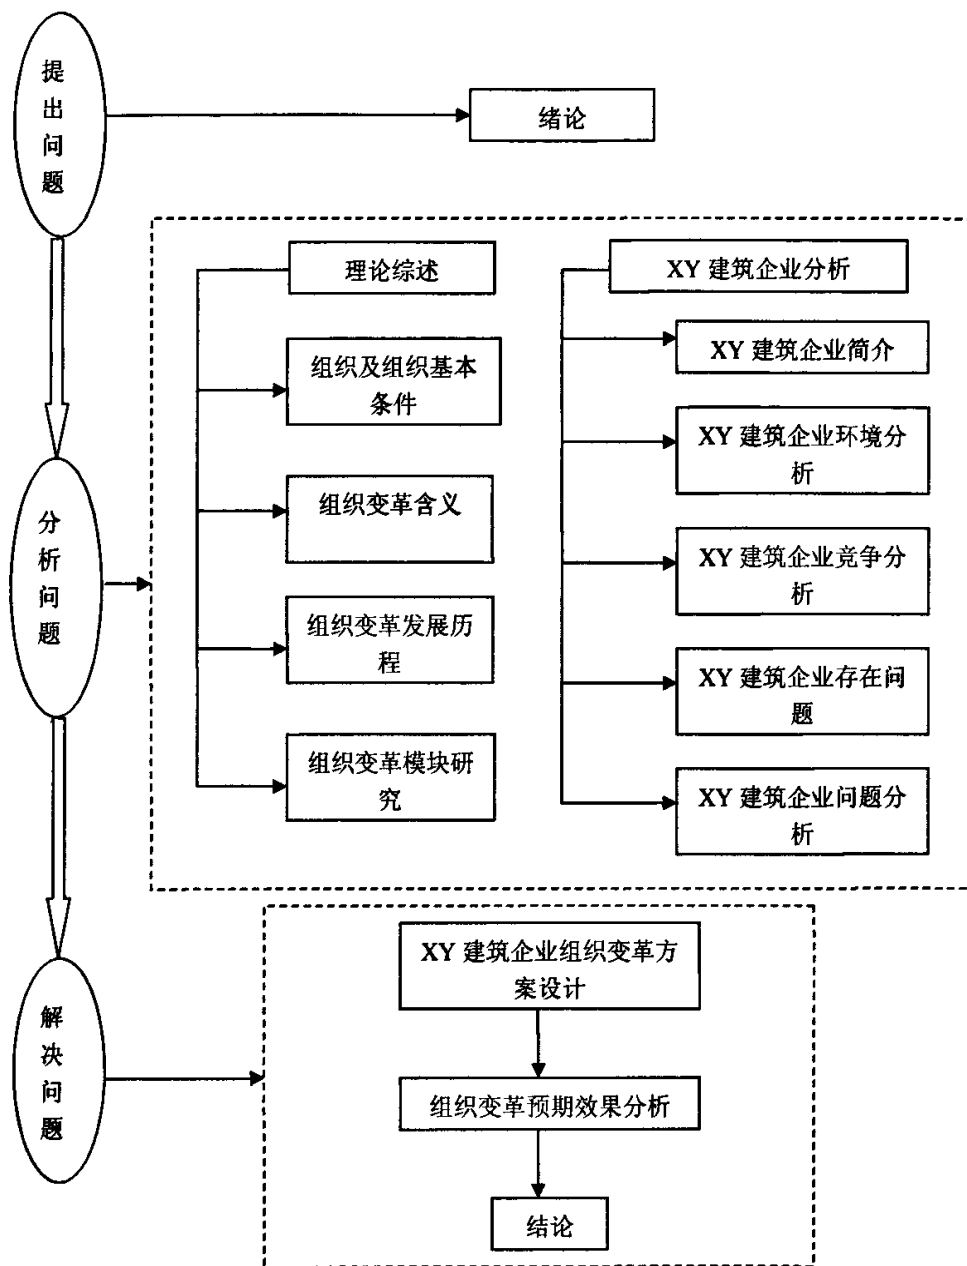 提出问题
绪论
分析问题
理论综述
组织及组织基本
条件
组织变革含义
组织变革发展历
程
组织变革模块研
究
XY 建筑企业分析
XY 建筑企业简介
XY 建筑企业环境分
析
XY 建筑企业竞争分
析
XY 建筑企业存在问
题
XY 建筑企业问题分
析
解决问题
XY 建筑企业组织变革方
案设计
组织变革预期效果分析
结论